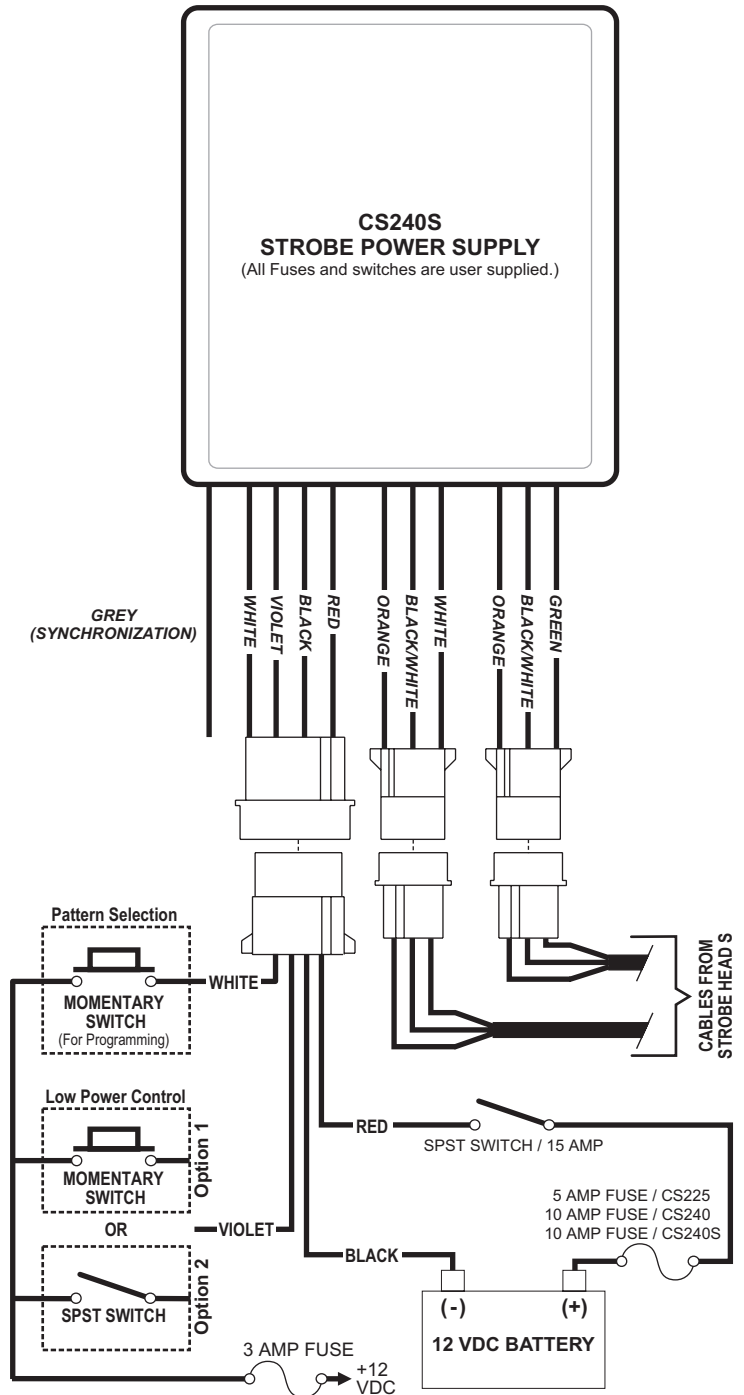 CS240S
STROBE POWER SUPPLY
(All Fuses and switches are user supplied.)
GREY
(SYNCHRONIZATION)
WHITE
VIOLET
BLACK
RED
ORANGE
BLACK/WHITE
WHITE
ORANGE
BLACK/WHITE
GREEN
Pattern Selection
MOMENTARY
SWITCH
(For Programming)
WHITE
CABLES FROM
STROBE HEAD S
Low Power Control
MOMENTARY
SWITCH
Option 1
OR
VIOLET
SPST SWITCH
Option 2
RED
SPST SWITCH / 15 AMP
5 AMP FUSE / CS225
10 AMP FUSE / CS240
10 AMP FUSE / CS240S
BLACK
(-)
(+)
12 VDC BATTERY
3 AMP FUSE
+12
VDC